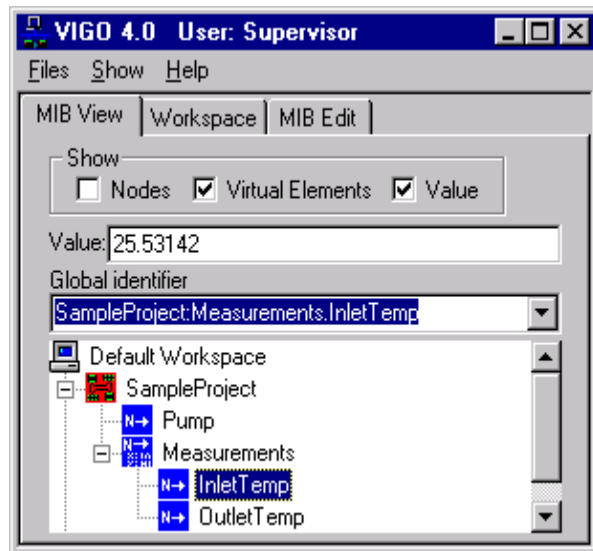 VIGO 4.0 User: Supervisor
Files Show Help
MIB View Workspace MIB Edit
Show
Nodes Virtual Elements Value
Value: 25.53142
Global identifier
SampleProject:Measurements.InletTemp
Default Workspace
SampleProject
N→ Pump
N→ Measurements
N→ InletTemp
N→ OutletTemp